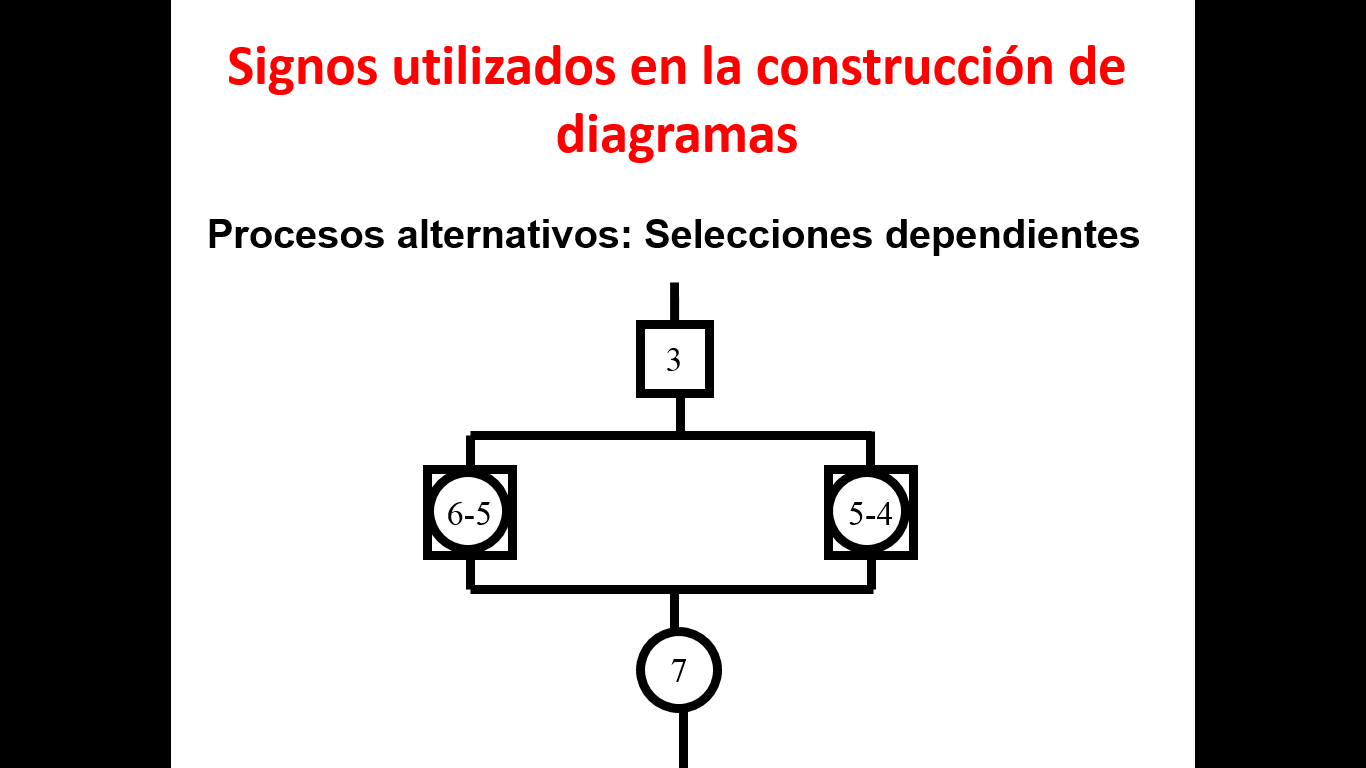 Signos utilizados en la construcción de
diagramas
Procesos alternativos: Selecciones dependientes
3
6-5
5-4
7